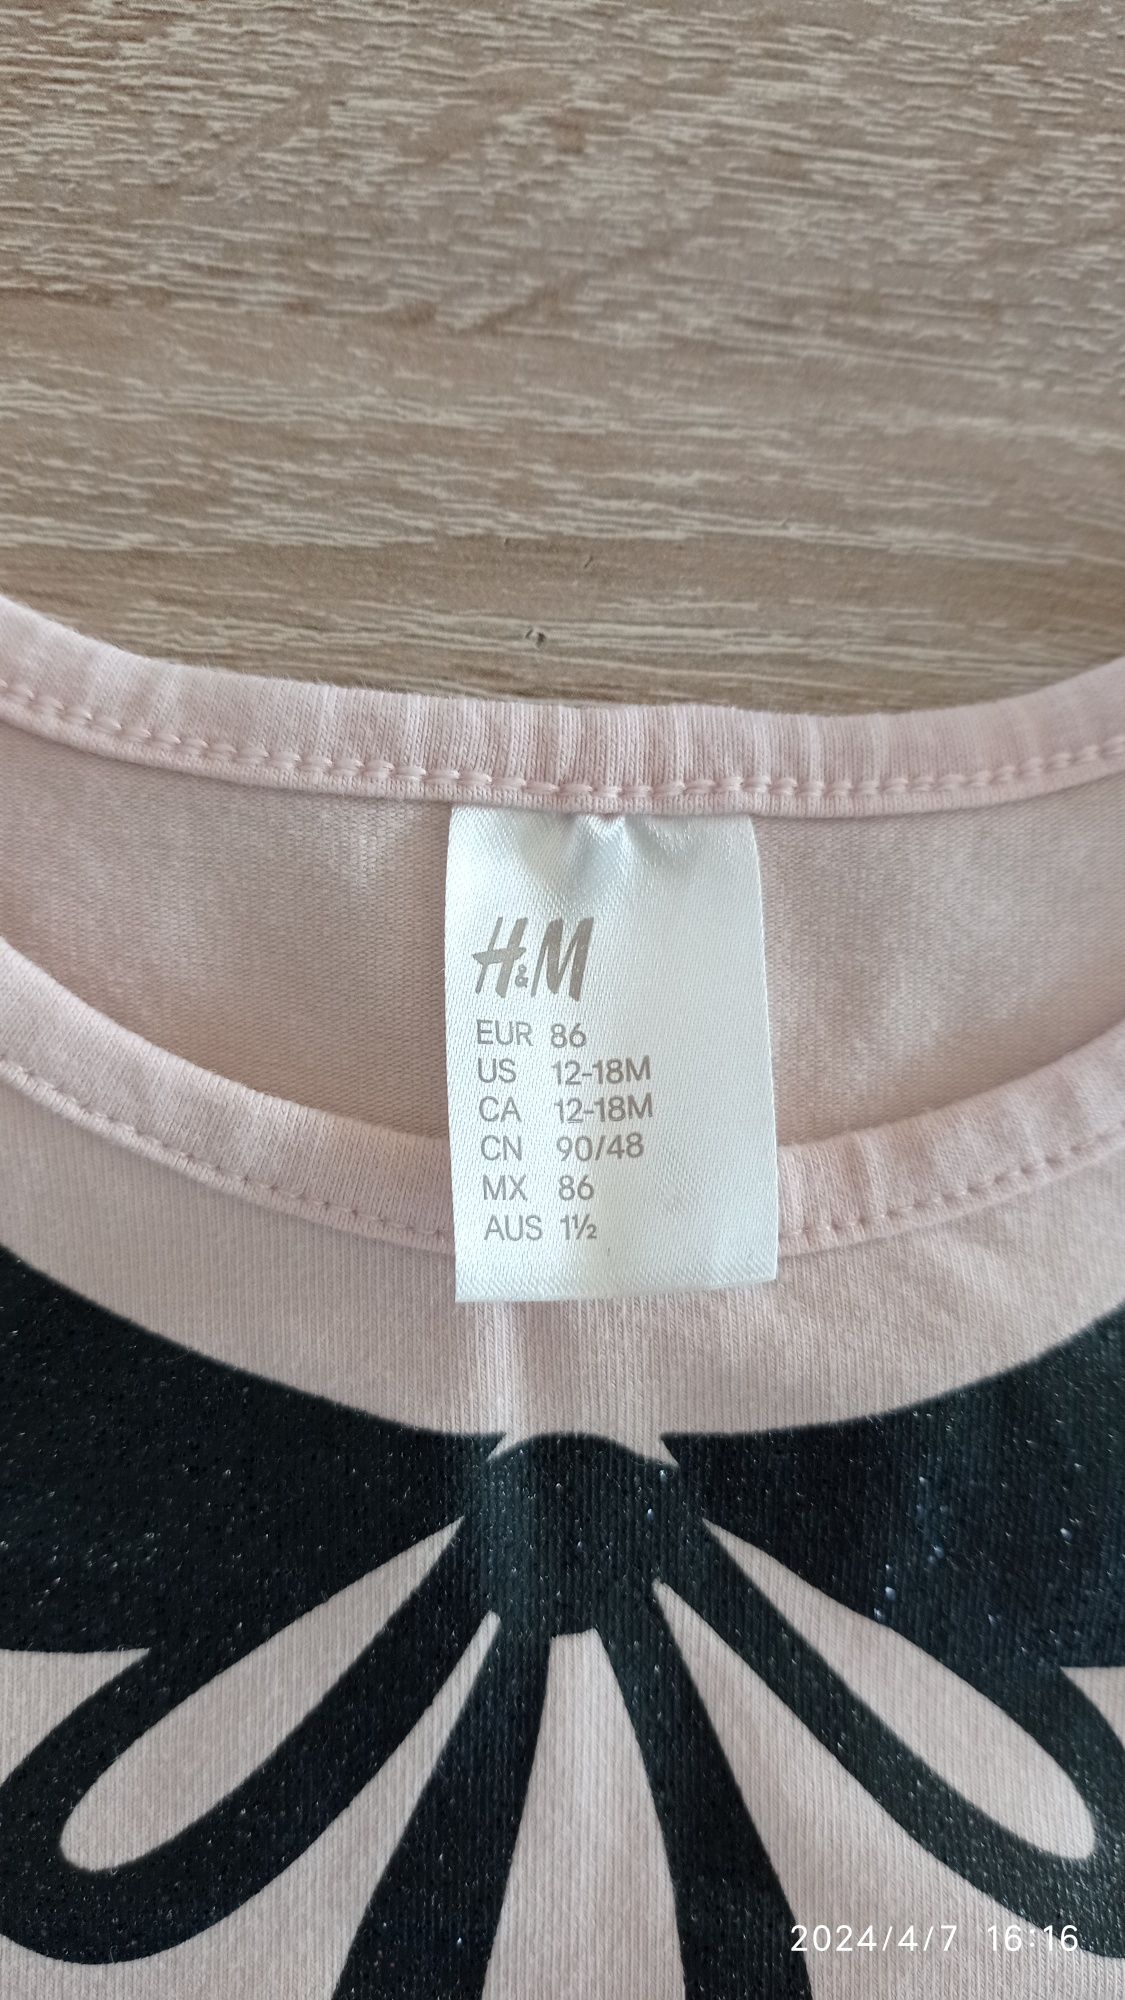 H&M
EUR 86
US 12-18M
CA 12-18M
CN 90/48
MX 86
AUS 1½
2024/4/7 16:16